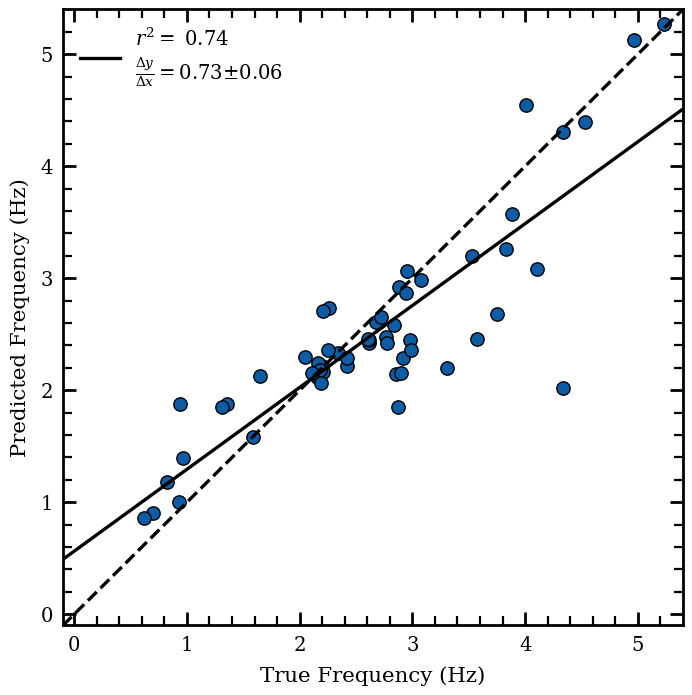 r² = 0.74
Δy/Δx = 0.73±0.06
5
4
3
2
1
0
Predicted Frequency (Hz)
0 1 2 3 4 5
True Frequency (Hz)